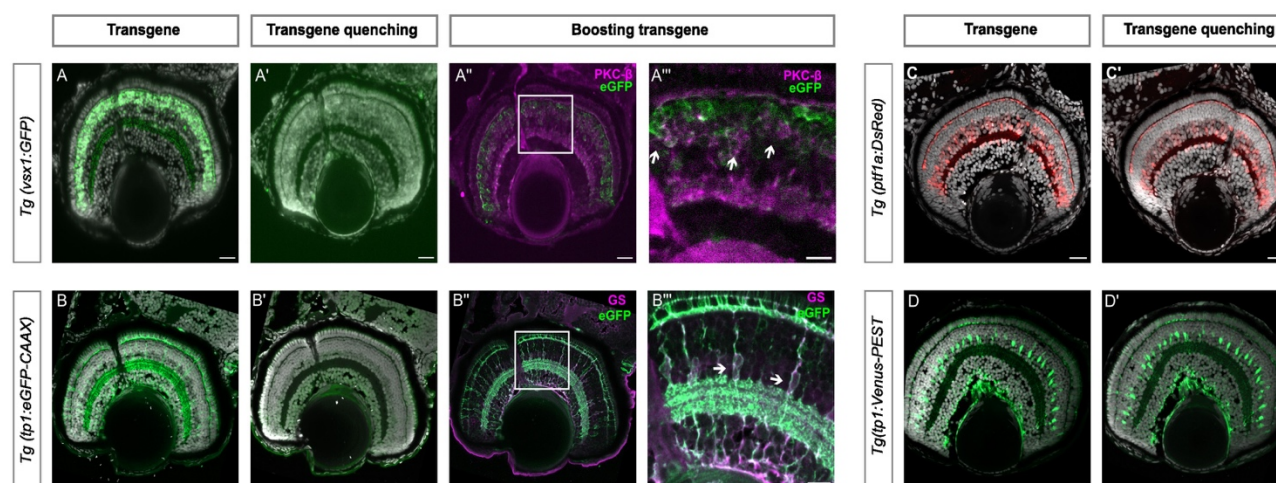 Transgene
Transgene quenching
Boosting transgene
Transgene
Transgene quenching
Tg (vsx1:GFP)
A
A'
A''
PKC-β
eGFP
A'''
PKC-β
eGFP
Tg (ptf1a:DsRed)
C
C'
Tg (tp1:eGFP-CAAX)
B
B'
B''
GS
eGFP
B'''
GS
eGFP
Tg(tp1:Venus-PEST)
D
D'